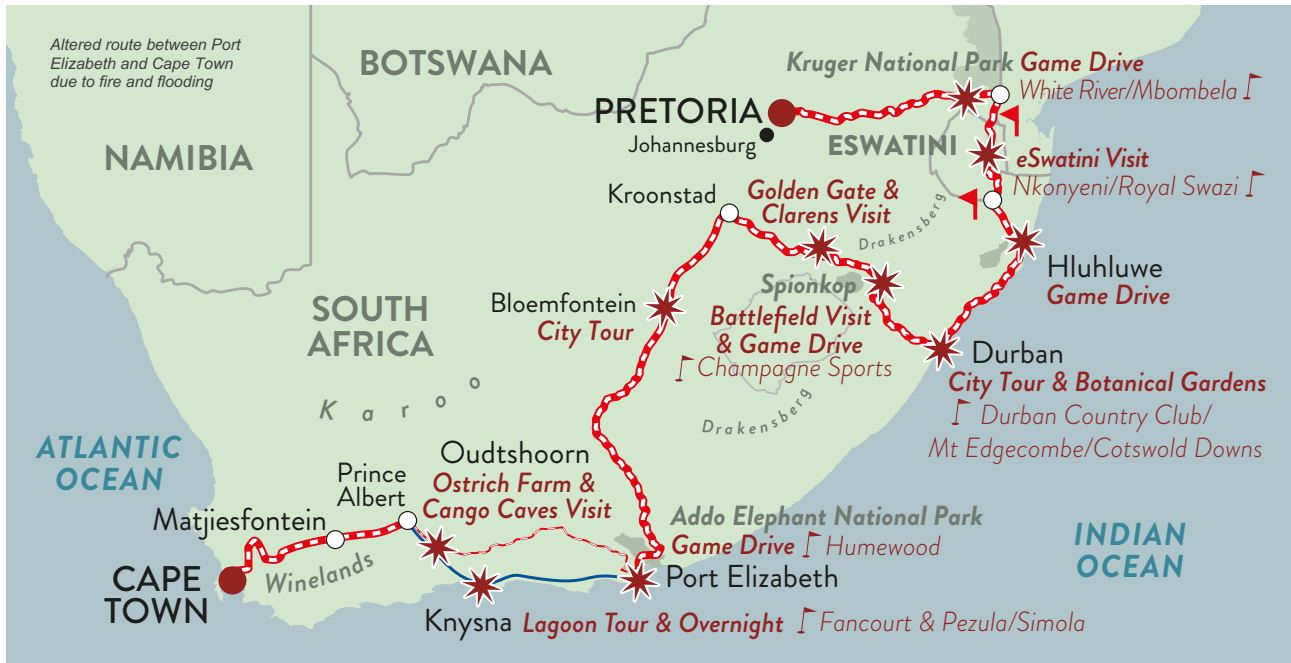 Altered route between Port
Elizabeth and Cape Town
due to fire and flooding
BOTSWANA
NAMIBIA
Kruger National Park Game Drive
White River/Mbombela
PRETORIA
Johannesburg
ESWATINI
eSwatini Visit
Nkonyeni/Royal Swazi
Kroonstad
Golden Gate &
Clarens Visit
Drakensberg
Hluhluwe
Game Drive
Spionkop
Battlefield Visit
& Game Drive
Champagne Sports
Bloemfontein
City Tour
SOUTH
AFRICA
Durban
City Tour & Botanical Gardens
Durban Country Club/
Mt Edgecombe/Cotswold Downs
Karoo
Drakensberg
ATLANTIC
OCEAN
Oudtshoorn
Ostrich Farm &
Cango Caves Visit
Prince
Albert
Matjiesfontein
Winelands
CAPE
TOWN
Addo Elephant National Park
Game Drive Humewood
Port Elizabeth
INDIAN
OCEAN
Knysna Lagoon Tour & Overnight Fancourt & Pezula/Simola